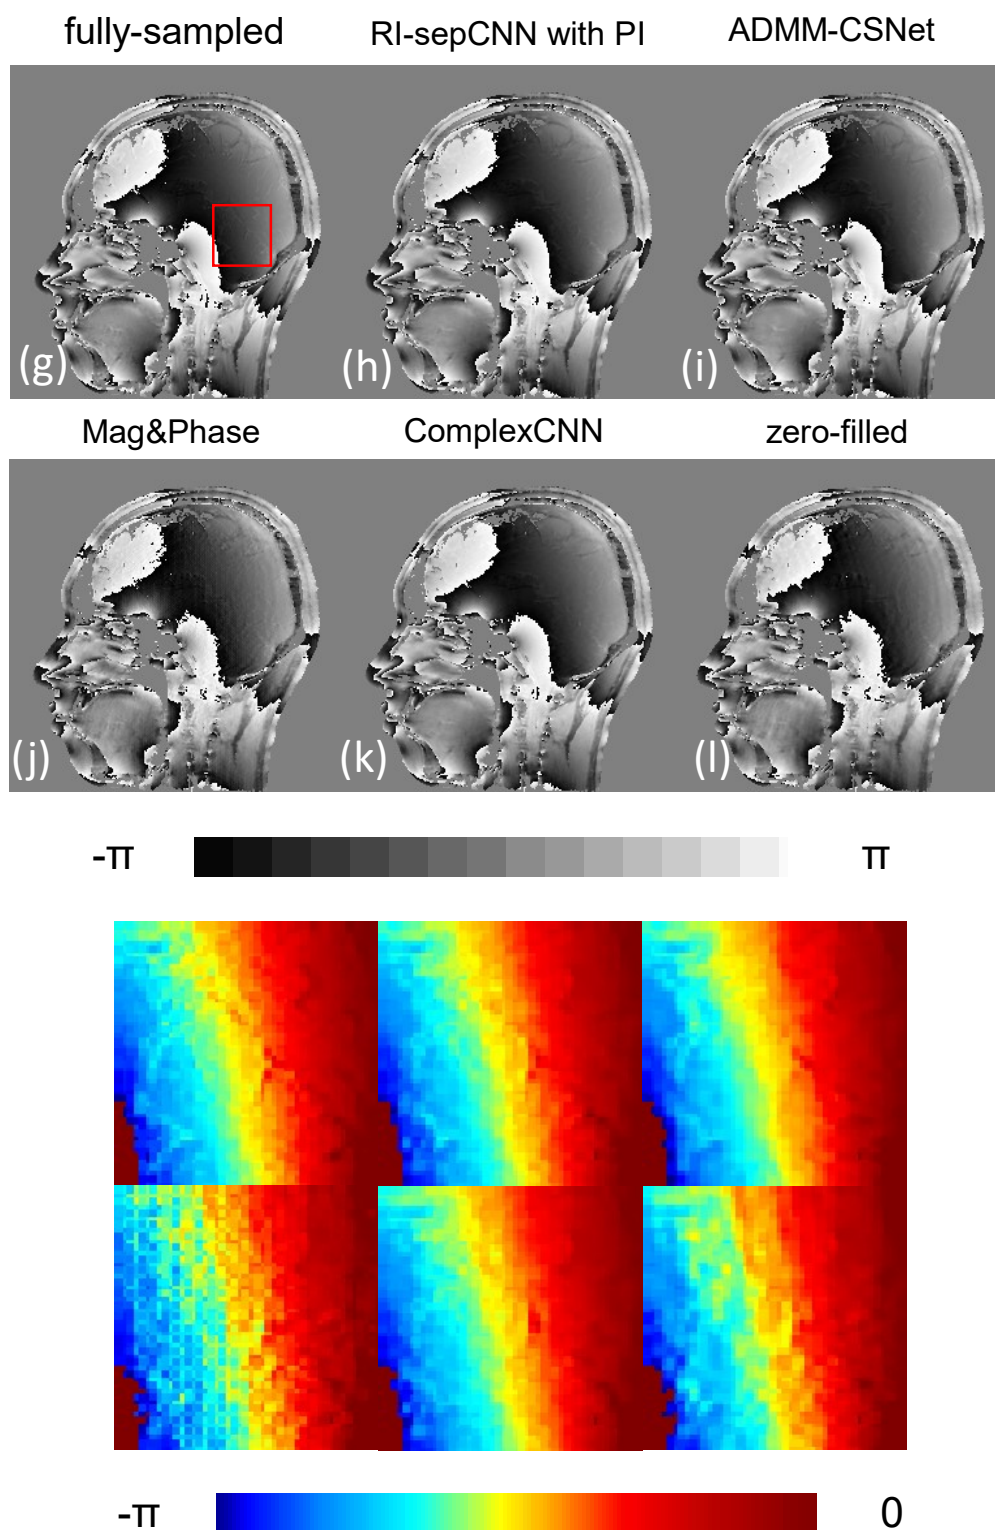 fully-sampled RI-sepCNN with PI ADMM-CSNet
(g) (h) (i)
Mag&Phase ComplexCNN zero-filled
(j) (k) (l)
-π π
-π 0